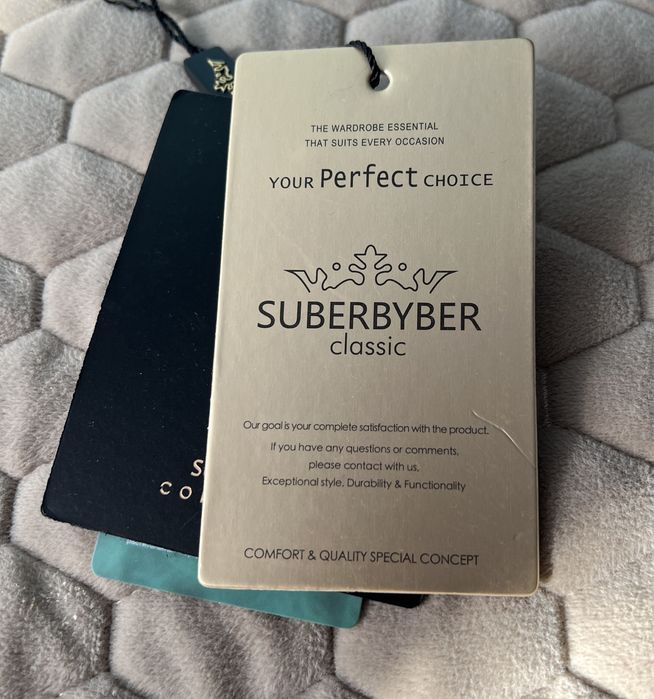 THE WARDROBE ESSENTIAL
THAT SUITS EVERY OCCASION
YOUR Perfect CHOICE
SUBERBYBER
classic
Our goal is your complete satisfaction with the product.
If you have any questions or comments,
please contact with us,
Exceptional style. Durability & Functionality
COMFORT & QUALITY SPECIAL CONCEPT